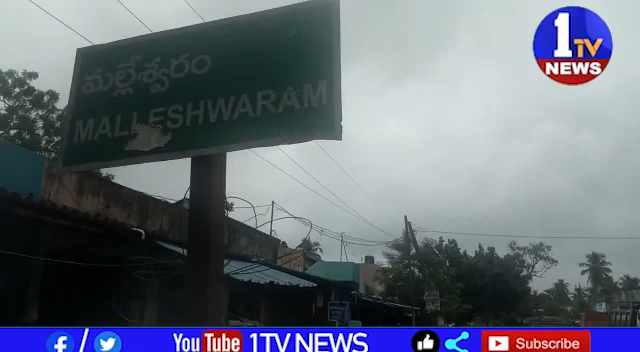 మల్లేశ్వరం
MALLESHWARAM
1TV
NEWS
f / YouTube 1TV NEWS Subscribe